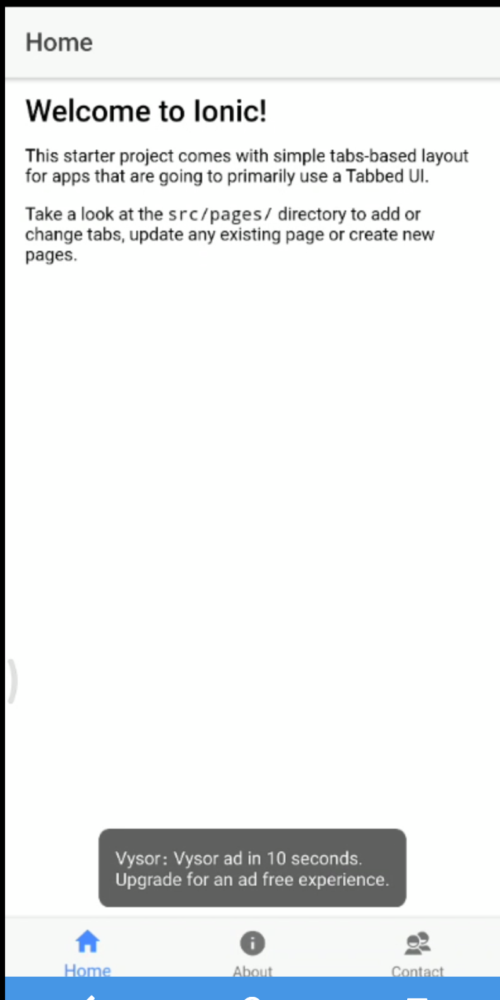 Home
Welcome to Ionic!
This starter project comes with simple tabs-based layout
for apps that are going to primarily use a Tabbed UI.
Take a look at the src/pages/ directory to add or
change tabs, update any existing page or create new
pages.
Vysor: Vysor ad in 10 seconds.
Upgrade for an ad free experience.
Home About Contact